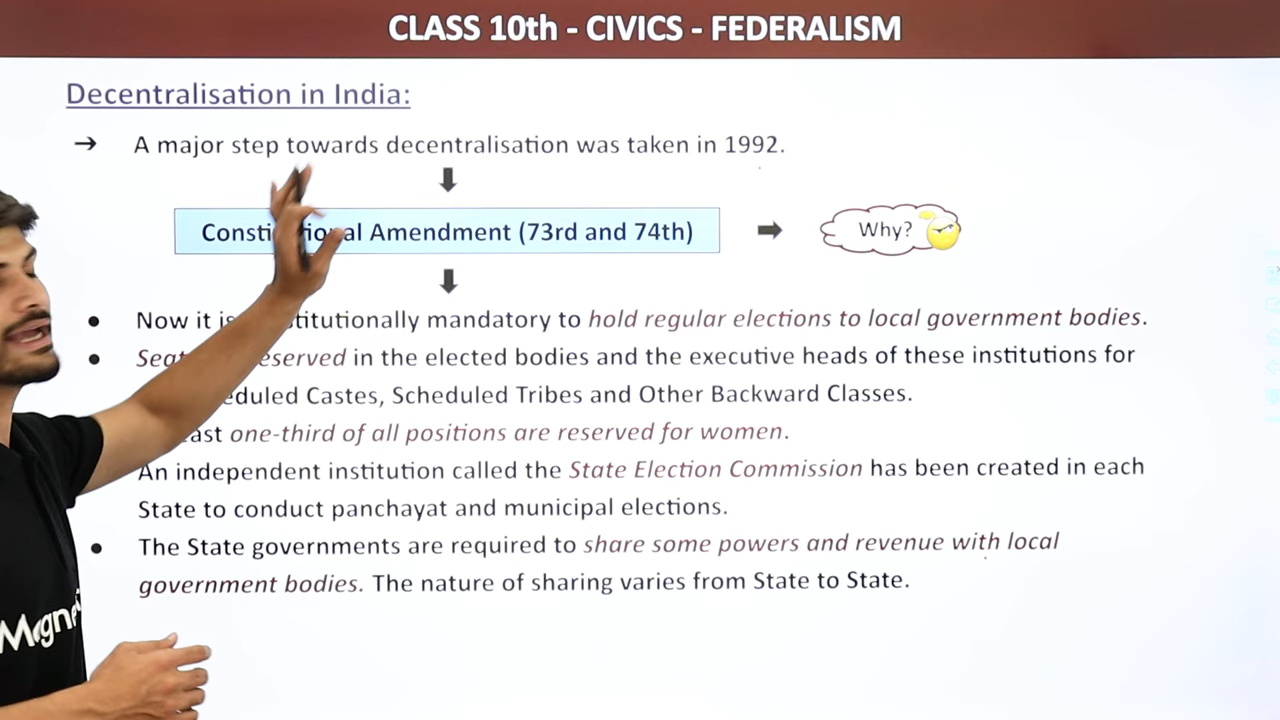 CLASS 10th - CIVICS - FEDERALISM
Decentralisation in India:
→ A major step towards decentralisation was taken in 1992.
Constitutional Amendment (73rd and 74th)
Why?
● Now it is titutionally mandatory to hold regular elections to local government bodies.
● Seat eserved in the elected bodies and the executive heads of these institutions for
eduled Castes, Scheduled Tribes and Other Backward Classes.
ast one-third of all positions are reserved for women.
An independent institution called the State Election Commission has been created in each
State to conduct panchayat and municipal elections.
● The State governments are required to share some powers and revenue with local
government bodies. The nature of sharing varies from State to State.
Magne